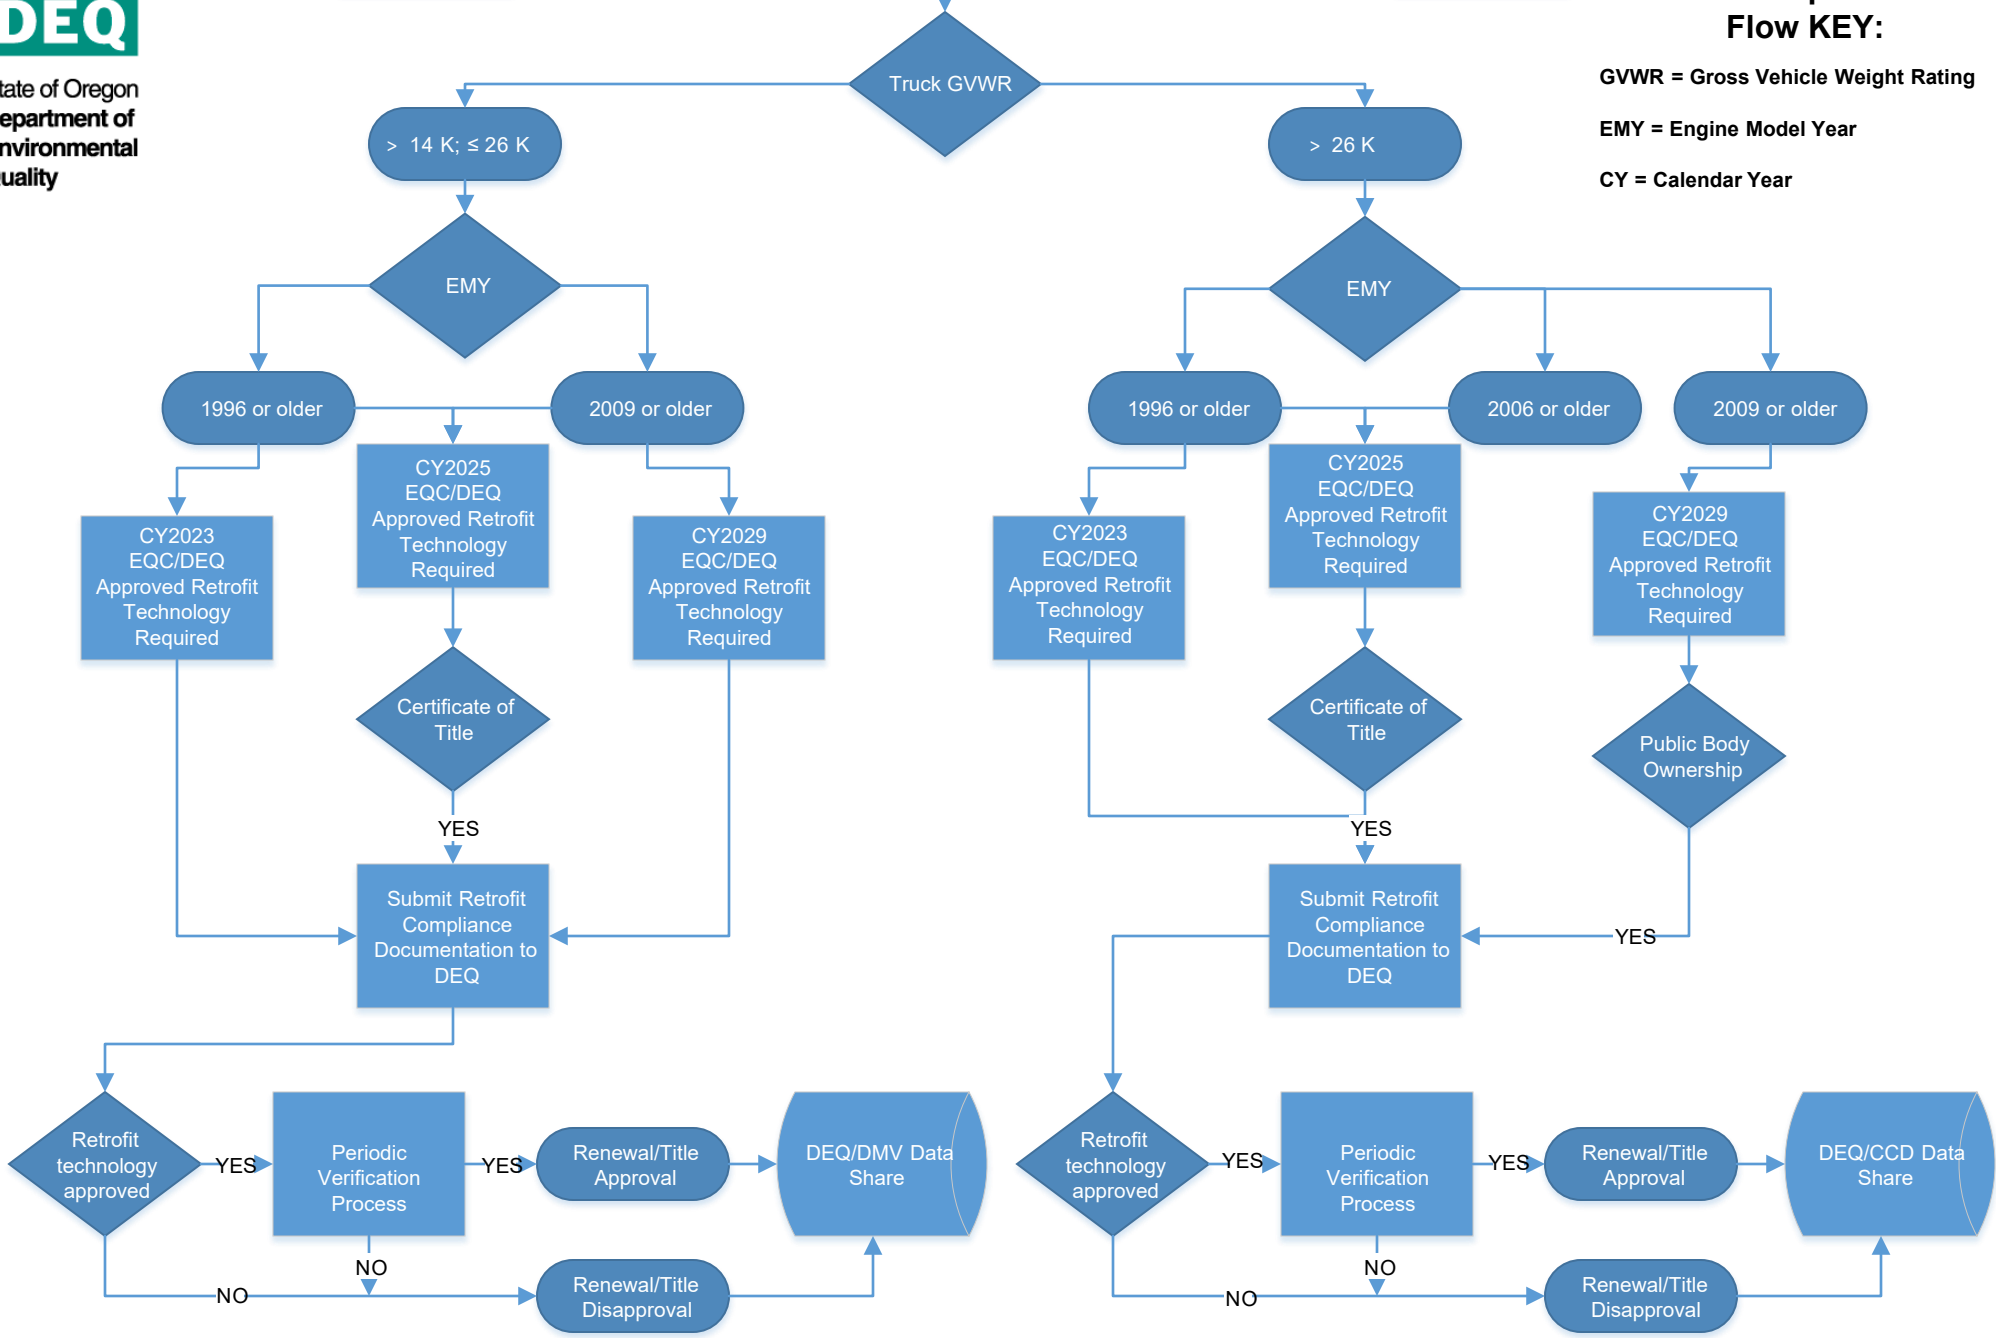 DEQ
tate of Oregon
epartment of
nvironmental
uality
Flow KEY:
GVWR = Gross Vehicle Weight Rating
EMY = Engine Model Year
CY = Calendar Year
Truck GVWR
> 14 K; ≤ 26 K
> 26 K
EMY
EMY
1996 or older
2009 or older
1996 or older
2006 or older
2009 or older
CY2023
EQC/DEQ
Approved Retrofit
Technology
Required
CY2025
EQC/DEQ
Approved Retrofit
Technology
Required
CY2029
EQC/DEQ
Approved Retrofit
Technology
Required
CY2023
EQC/DEQ
Approved Retrofit
Technology
Required
CY2025
EQC/DEQ
Approved Retrofit
Technology
Required
CY2029
EQC/DEQ
Approved Retrofit
Technology
Required
Certificate of
Title
Certificate of
Title
Public Body
Ownership
YES
YES
YES
Submit Retrofit
Compliance
Documentation to
DEQ
Submit Retrofit
Compliance
Documentation to
DEQ
Retrofit
technology
approved
YES
Periodic
Verification
Process
YES
Renewal/Title
Approval
DEQ/DMV Data
Share
NO
NO
Renewal/Title
Disapproval
Retrofit
technology
approved
YES
Periodic
Verification
Process
YES
Renewal/Title
Approval
DEQ/CCD Data
Share
NO
NO
Renewal/Title
Disapproval